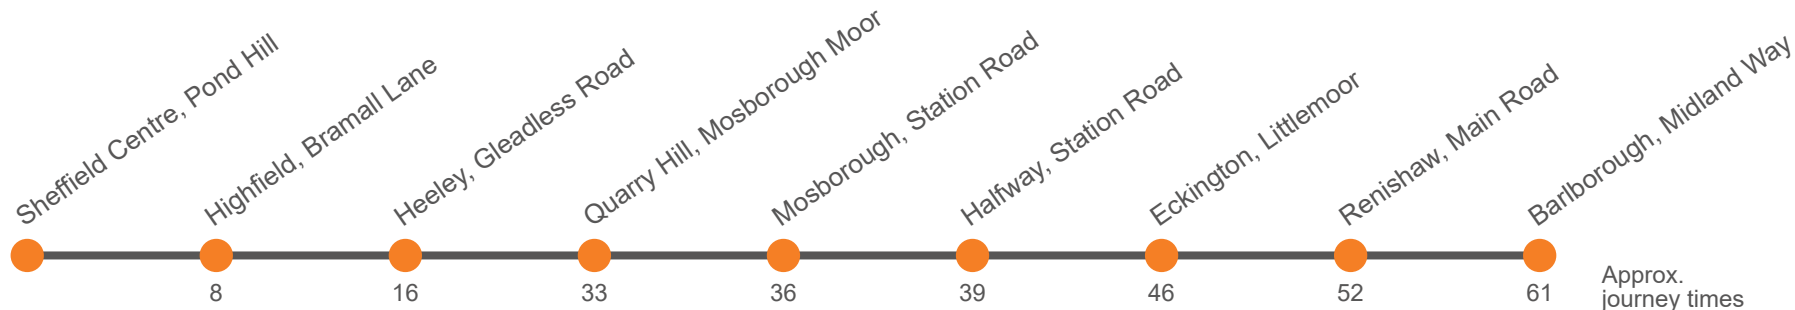 Sheffield Centre, Pond Hill
Highfield, Bramall Lane
Heeley, Gleadless Road
Quarry Hill, Mosborough Moor
Mosborough, Station Road
Halfway, Station Road
Eckington, Littlemoor
Renishaw, Main Road
Barlborough, Midland Way
8
16
33
36
39
46
52
61
Approx.
journey times